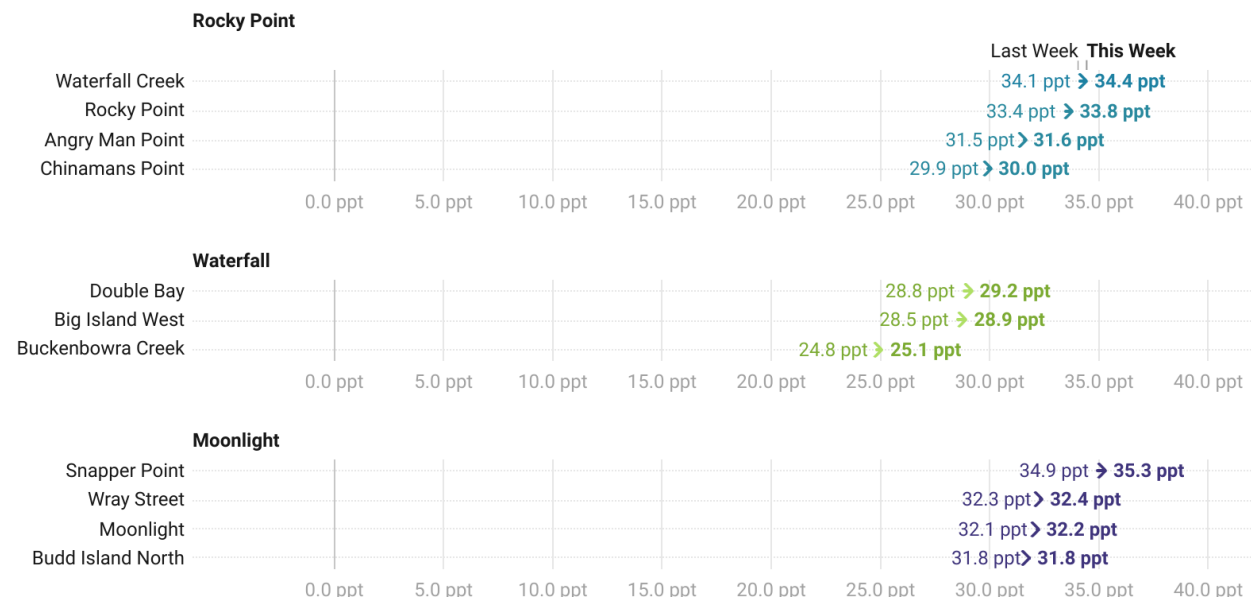 Rocky Point
Last Week This Week
Waterfall Creek 34.1 ppt 34.4 ppt
Rocky Point 33.4 ppt 33.8 ppt
Angry Man Point 31.5 ppt 31.6 ppt
Chinamans Point 29.9 ppt 30.0 ppt
0.0 ppt 5.0 ppt 10.0 ppt 15.0 ppt 20.0 ppt 25.0 ppt 30.0 ppt 35.0 ppt 40.0 ppt
Waterfall
Double Bay 28.8 ppt 29.2 ppt
Big Island West 28.5 ppt 28.9 ppt
Buckenbowra Creek 24.8 ppt 25.1 ppt
0.0 ppt 5.0 ppt 10.0 ppt 15.0 ppt 20.0 ppt 25.0 ppt 30.0 ppt 35.0 ppt 40.0 ppt
Moonlight
Snapper Point 34.9 ppt 35.3 ppt
Wray Street 32.3 ppt 32.4 ppt
Moonlight 32.1 ppt 32.2 ppt
Budd Island North 31.8 ppt 31.8 ppt
0.0 ppt 5.0 ppt 10.0 ppt 15.0 ppt 20.0 ppt 25.0 ppt 30.0 ppt 35.0 ppt 40.0 ppt